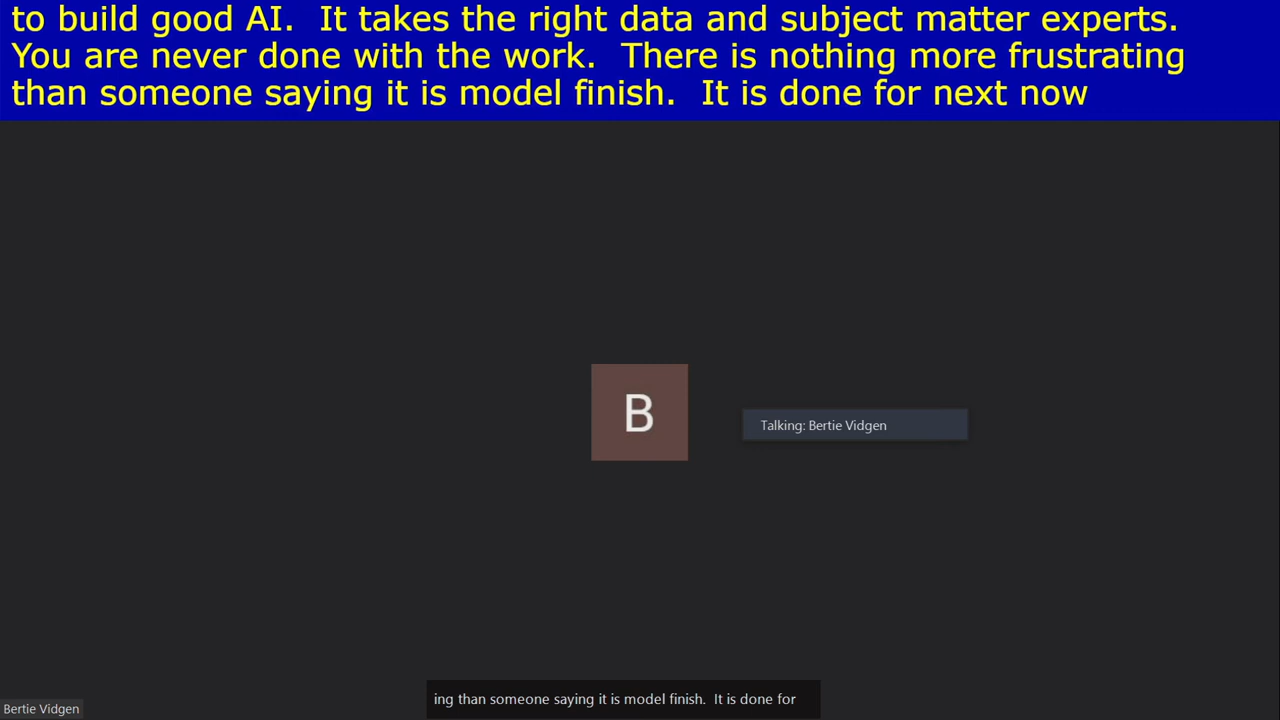 to build good AI.  It takes the right data and subject matter experts.
You are never done with the work.  There is nothing more frustrating
than someone saying it is model finish.  It is done for next now
B
Talking: Bertie Vidgen
ing than someone saying it is model finish.  It is done for
Bertie Vidgen